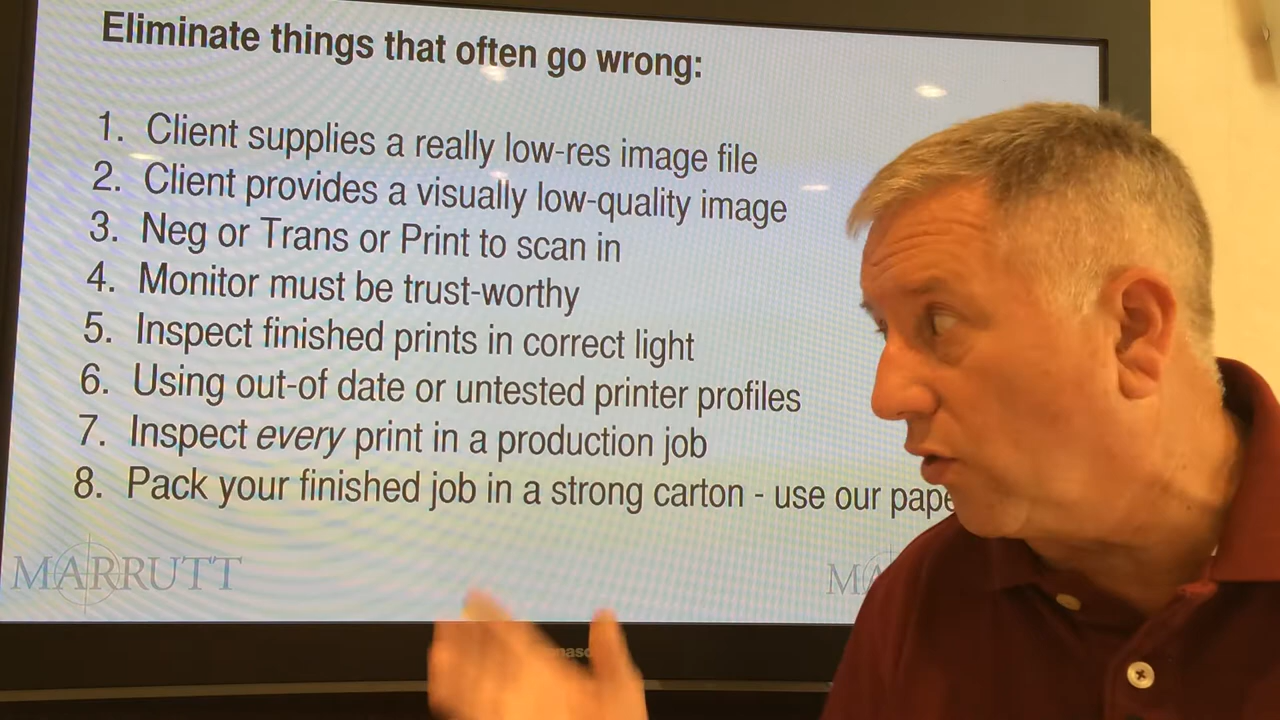 Eliminate things that often go wrong:
1. Client supplies a really low-res image file
2. Client provides a visually low-quality image
3. Neg or Trans or Print to scan in
4. Monitor must be trust-worthy
5. Inspect finished prints in correct light
6. Using out-of date or untested printer profiles
7. Inspect every print in a production job
8. Pack your finished job in a strong carton - use our
MARRUTT